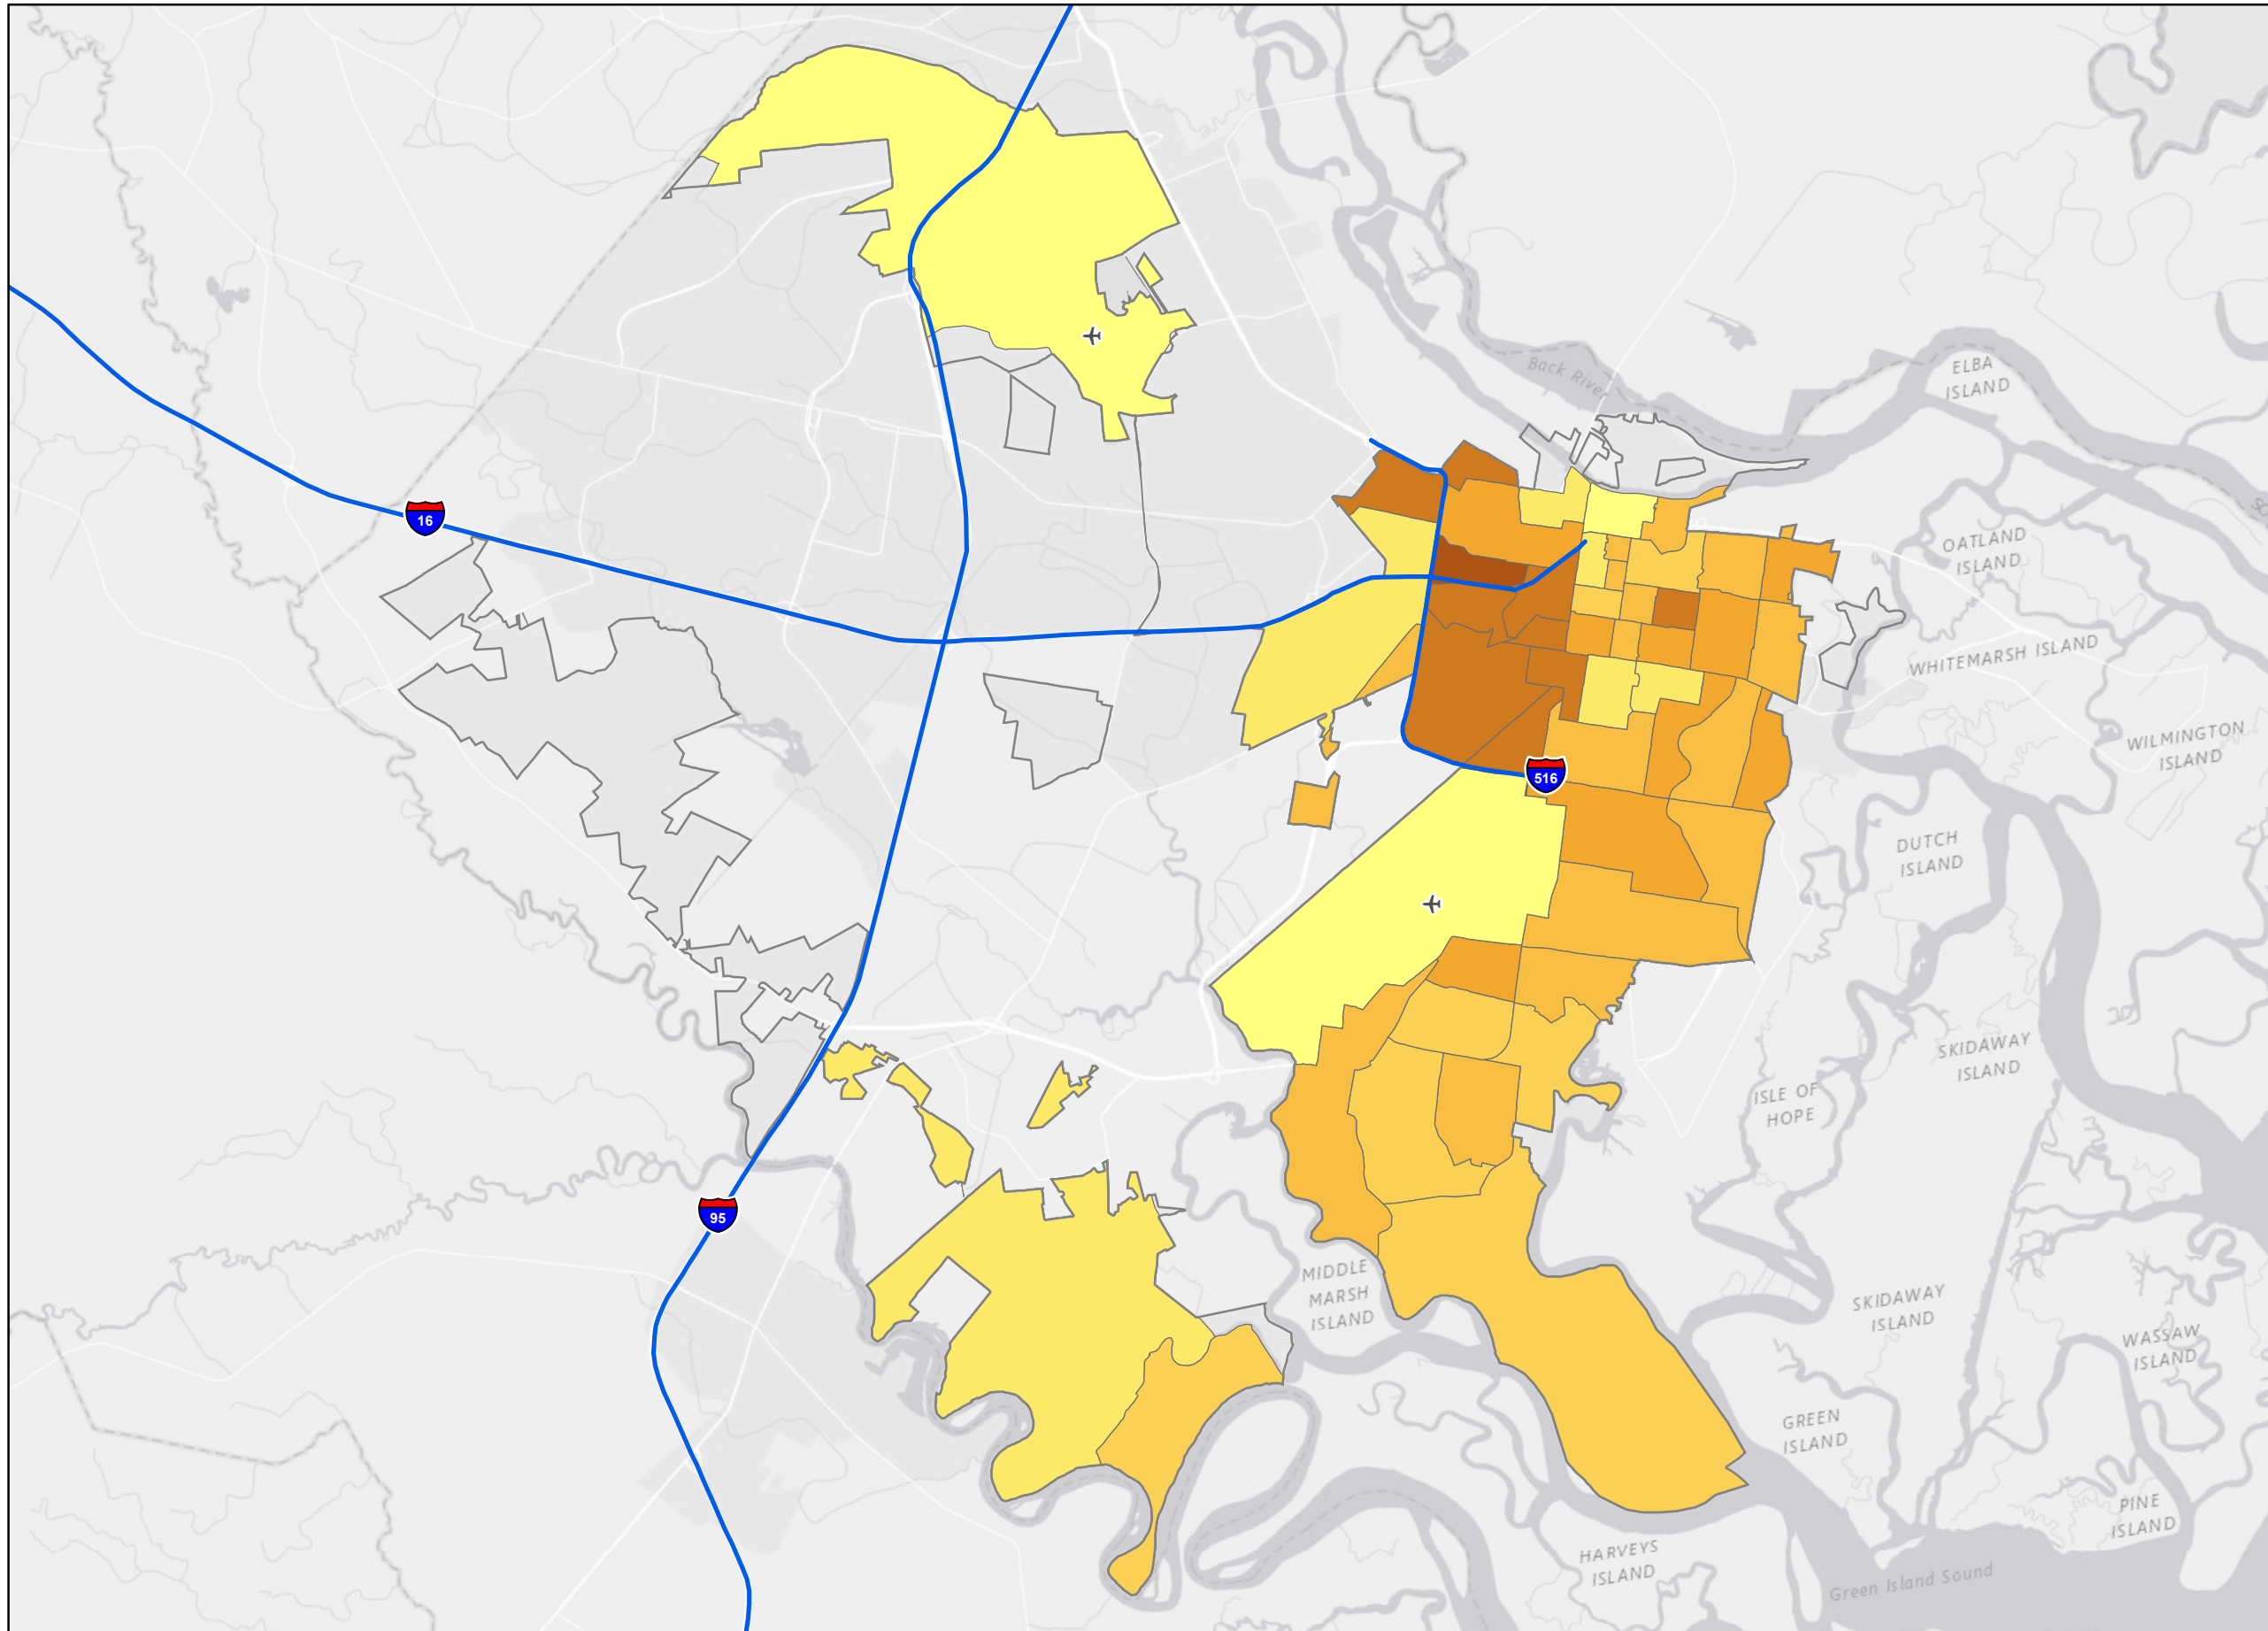 Back River
ELBA
ISLAND
16
OATLAND
ISLAND
WHITEMARSH ISLAND
WILMINGTON
ISLAND
516
DUTCH
ISLAND
SKIDAWAY
ISLAND
ISLE OF
HOPE
95
MIDDLE
MARSH
ISLAND
SKIDAWAY
ISLAND
WASSAW
ISLAND
GREEN
ISLAND
PINE
ISLAND
HARVEYS
ISLAND
Green Island Sound